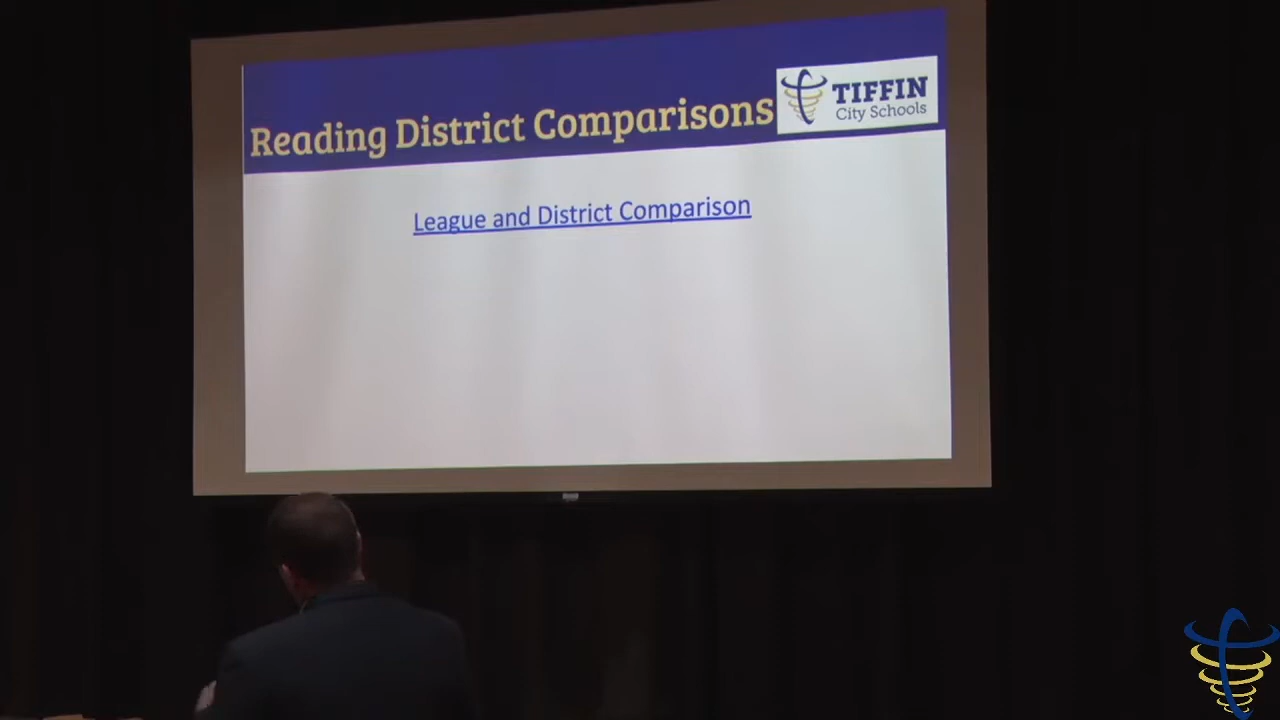 Reading District Comparisons
TIFFIN
City Schools
League and District Comparison